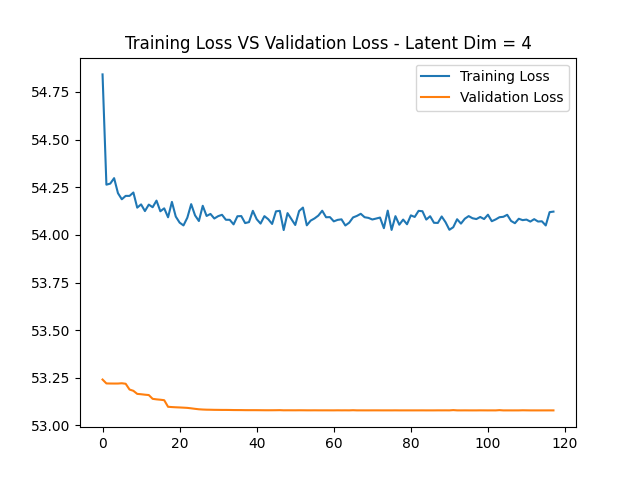 Training Loss VS Validation Loss - Latent Dim = 4
Training Loss
Validation Loss
54.75
54.50
54.25
54.00
53.75
53.50
53.25
53.00
0 20 40 60 80 100 120